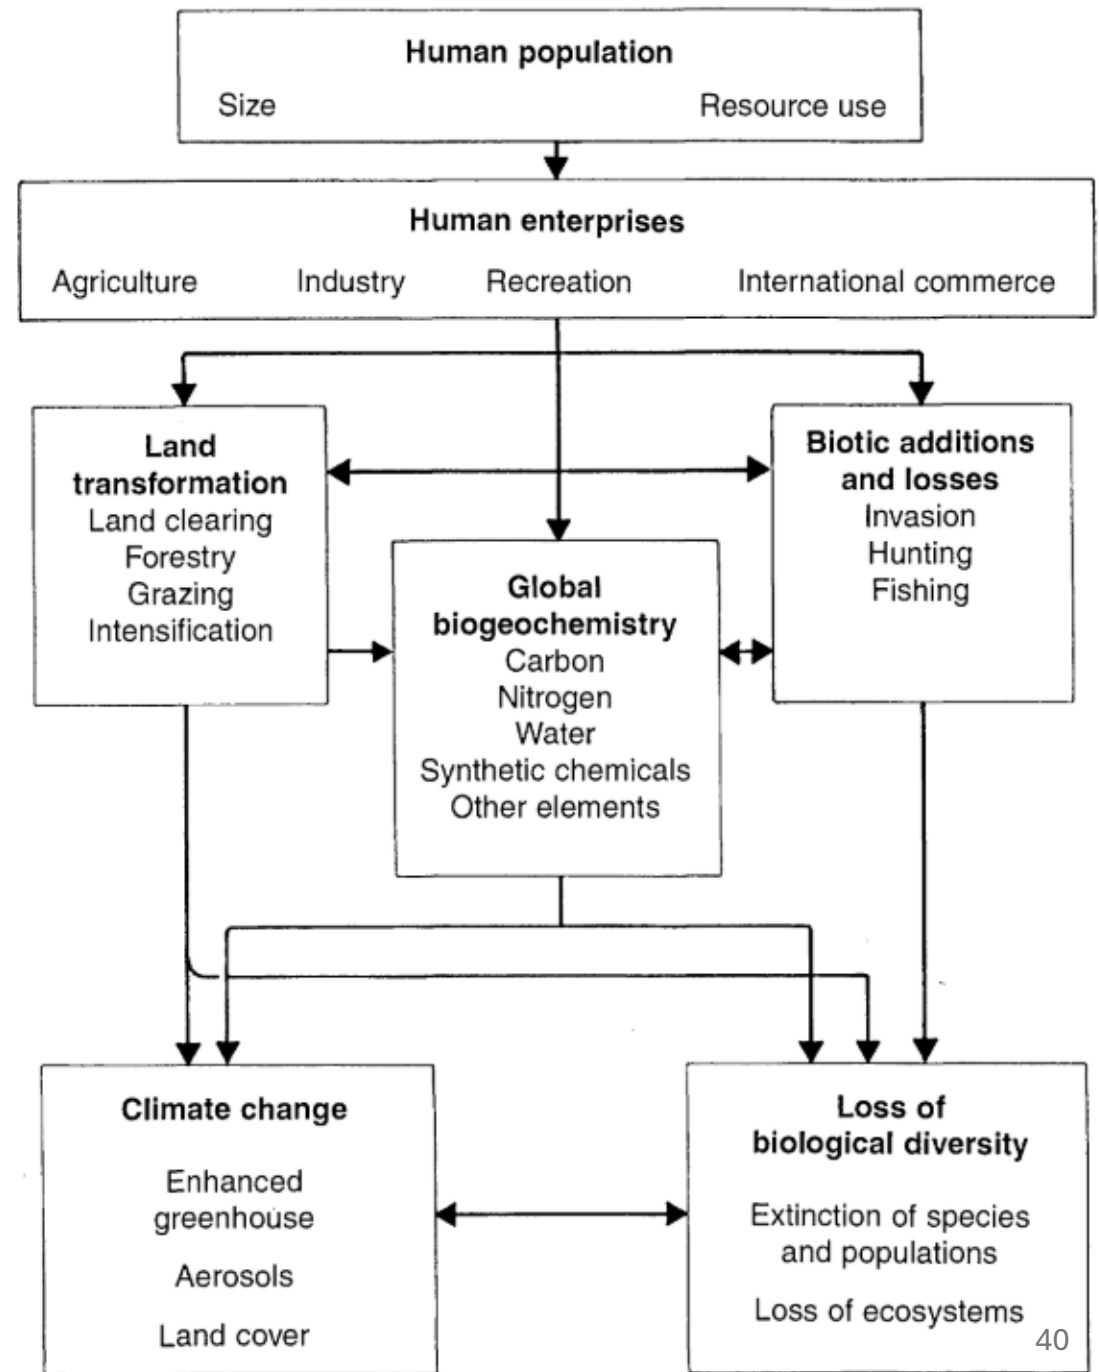 Human population
Size Resource use
Human enterprises
Agriculture Industry Recreation International commerce
Land
transformation
Land clearing
Forestry
Grazing
Intensification
Biotic additions
and losses
Invasion
Hunting
Fishing
Global
biogeochemistry
Carbon
Nitrogen
Water
Synthetic chemicals
Other elements
Climate change
Enhanced
greenhouse
Aerosols
Land cover
Loss of
biological diversity
Extinction of species
and populations
Loss of ecosystems
40